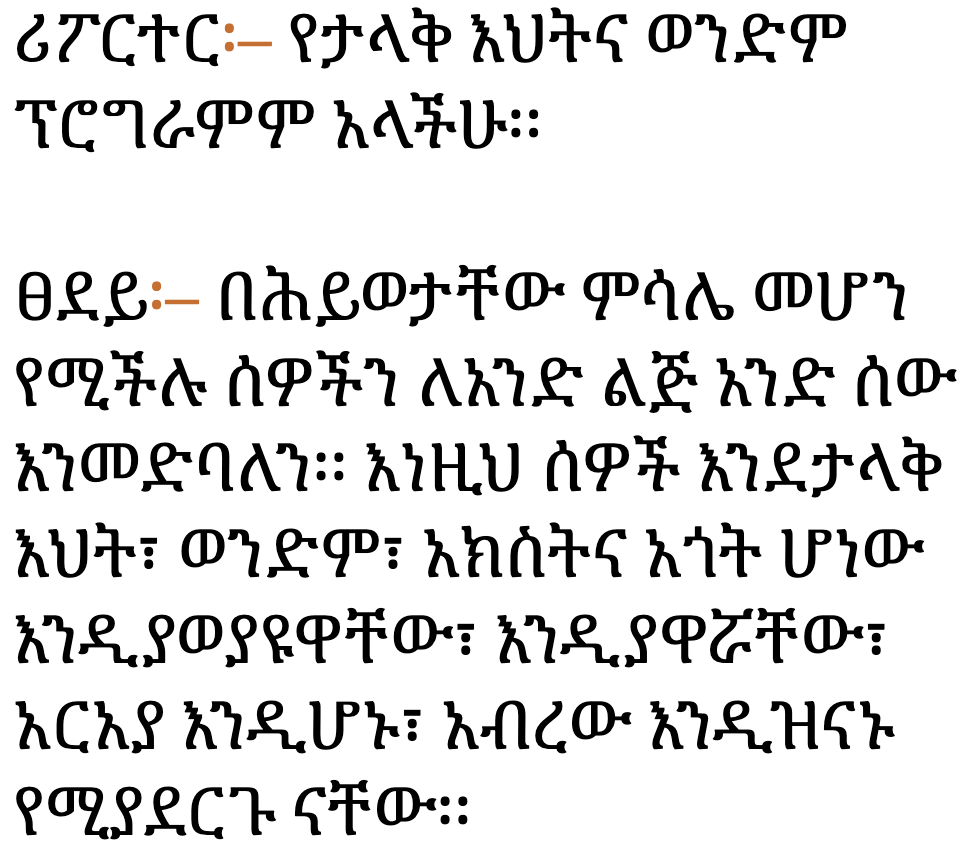 ሪፖርተር፡– የታላቅ እህትና ወንድም
ፕሮግራምም አላችሁ፡፡
ፀደይ፡– በሕይወታቸው ምሳሌ መሆን
የሚችሉ ሰዎችን ለአንድ ልጅ አንድ ሰው
እንመድባለን፡፡ እነዚህ ሰዎች እንደታላቅ
እህት፣ ወንድም፣ አክስትና አጎት ሆነው
እንዲያወያዩዋቸው፣ እንዲያዋሯቸው፣
አርአያ እንዲሆኑ፣ አብረው እንዲዝናኑ
የሚያደርጉ ናቸው፡፡